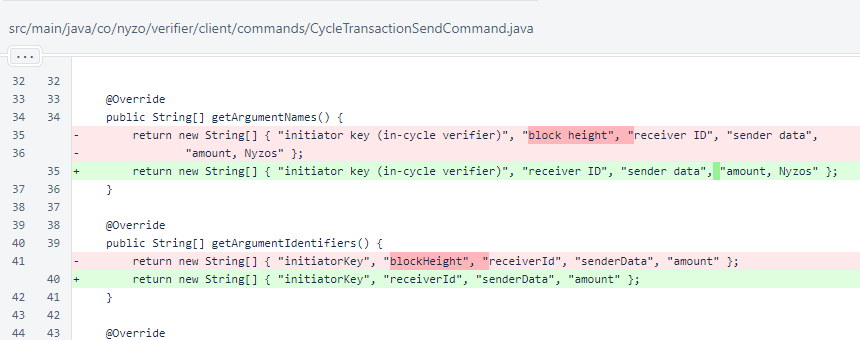 src/main/java/co/nyzo/verifier/client/commands/CycleTransactionSendCommand.java
...
32 32
33 33 @Override
34 34 public String[] getArgumentNames() {
35 - return new String[] { "initiator key (in-cycle verifier)", "block height", "receiver ID", "sender data",
36 - "amount, Nyzos" };
35 + return new String[] { "initiator key (in-cycle verifier)", "receiver ID", "sender data", "amount, Nyzos" };
37 36 }
38 37
39 38 @Override
40 39 public String[] getArgumentIdentifiers() {
41 - return new String[] { "initiatorKey", "blockHeight", "receiverId", "senderData", "amount" };
40 + return new String[] { "initiatorKey", "receiverId", "senderData", "amount" };
42 41 }
43 42
44 43 @Override